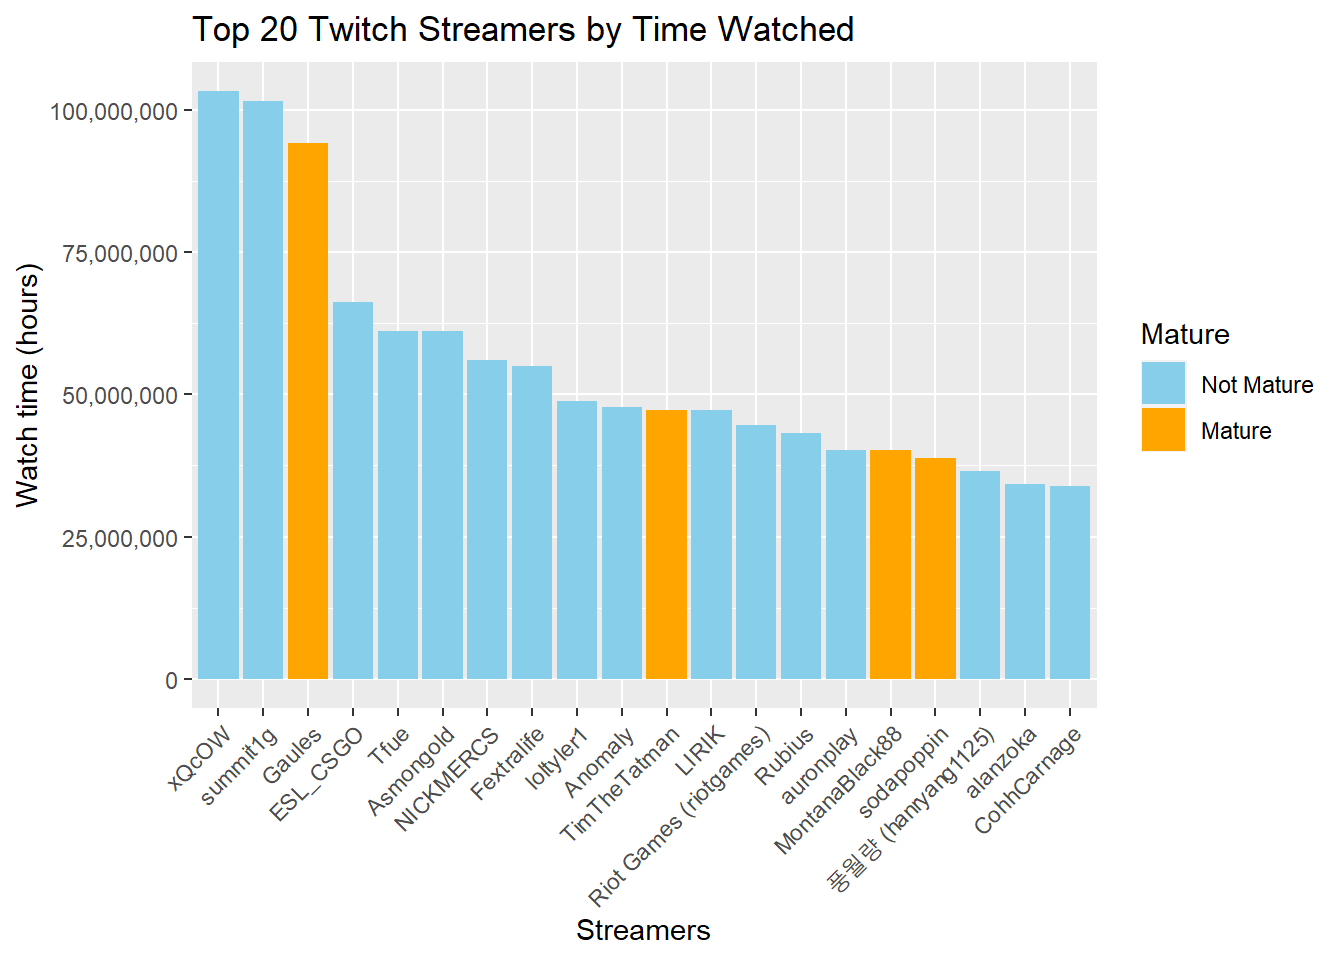 Top 20 Twitch Streamers by Time Watched
Watch time (hours)
100,000,000
75,000,000
50,000,000
25,000,000
0
xQcOW
summit1g
Gaules
ESL_CSGO
Tfue
Asmongold
NICKMERCS
Fextralife
loltyler1
Anomaly
TimTheTatman
LIRIK
Riot Games (riotgames)
Rubius
auronplay
MontanaBlack88
sodapoppin
풍월량 (hanryang1125)
alanzoka
CohhCarnage
Streamers
Mature
Not Mature
Mature